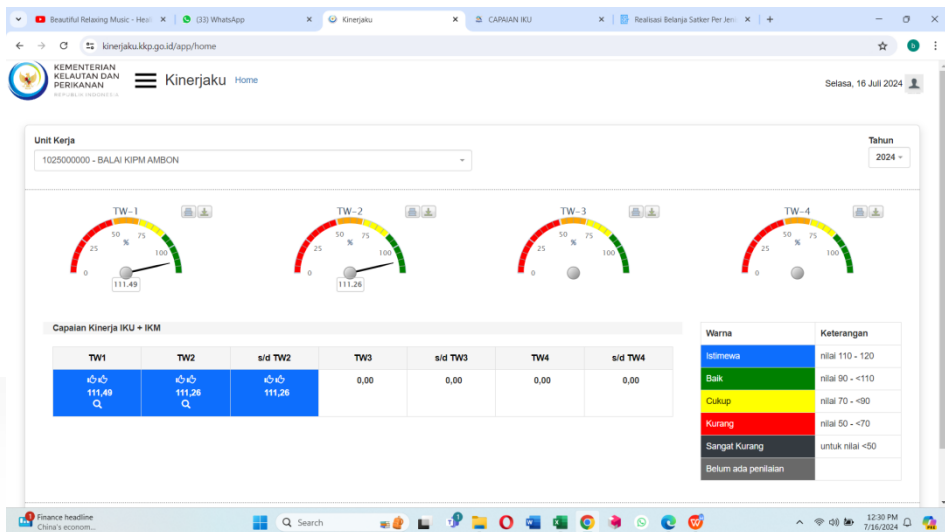 Beautiful Relaxing Music - Heal
(33) WhatsApp
Kinerjaku
CAPAIAN IKU
Realisasi Belanja Satker Per Jeni
kinerjaku.kkp.go.id/app/home
b
KEMENTERIAN
KELAUTAN DAN
PERIKANAN
REPUBLIK INDONESIA
Kinerjaku Home
Selasa, 16 Juli 2024
Unit Kerja
Tahun
1025000000 - BALAI KIPM AMBON
2024
TW-1
TW-2
TW-3
TW-4
0 25 50 75 100 %
111.49
0 25 50 75 100 %
111.26
0 25 50 75 100 %
0 25 50 75 100 %
Capaian Kinerja IKU + IKM
TW1 TW2 s/d TW2 TW3 s/d TW3 TW4 s/d TW4
111,49 111,26 111,26 0,00 0,00 0,00 0,00
Warna Keterangan
Istimewa nilai 110 - 120
Baik nilai 90 - <110
Cukup nilai 70 - <90
Kurang nilai 50 - <70
Sangat Kurang untuk nilai <50
Belum ada penilaian
1
Finance headline
China's econom...
Search
12:30 PM
7/16/2024